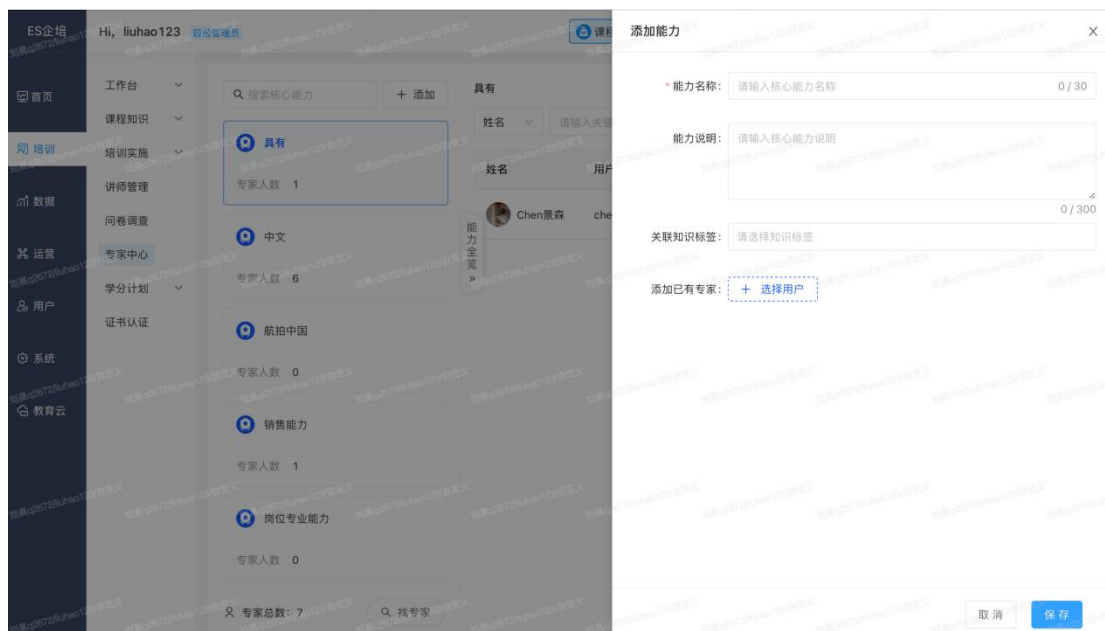 ES企培
Hi, liuhao123 超级管理员
首页
培训
数据
运营
用户
系统
教育云
工作台
课程知识
培训实施
讲师管理
问卷调查
专家中心
学分计划
证书认证
搜索核心能力
+ 添加
具有
专家人数 1
中文
专家人数 6
航拍中国
专家人数 0
销售能力
专家人数 1
岗位专业能力
专家人数 0
专家总数: 7
找专家
能力全览
具有
姓名
请输入关键
姓名 用户
Chen景森 che
课程
添加能力
* 能力名称: 请输入核心能力名称 0 / 30
能力说明: 请输入核心能力说明
0 / 300
关联知识标签: 请选择知识标签
添加已有专家: + 选择用户
取消 保存